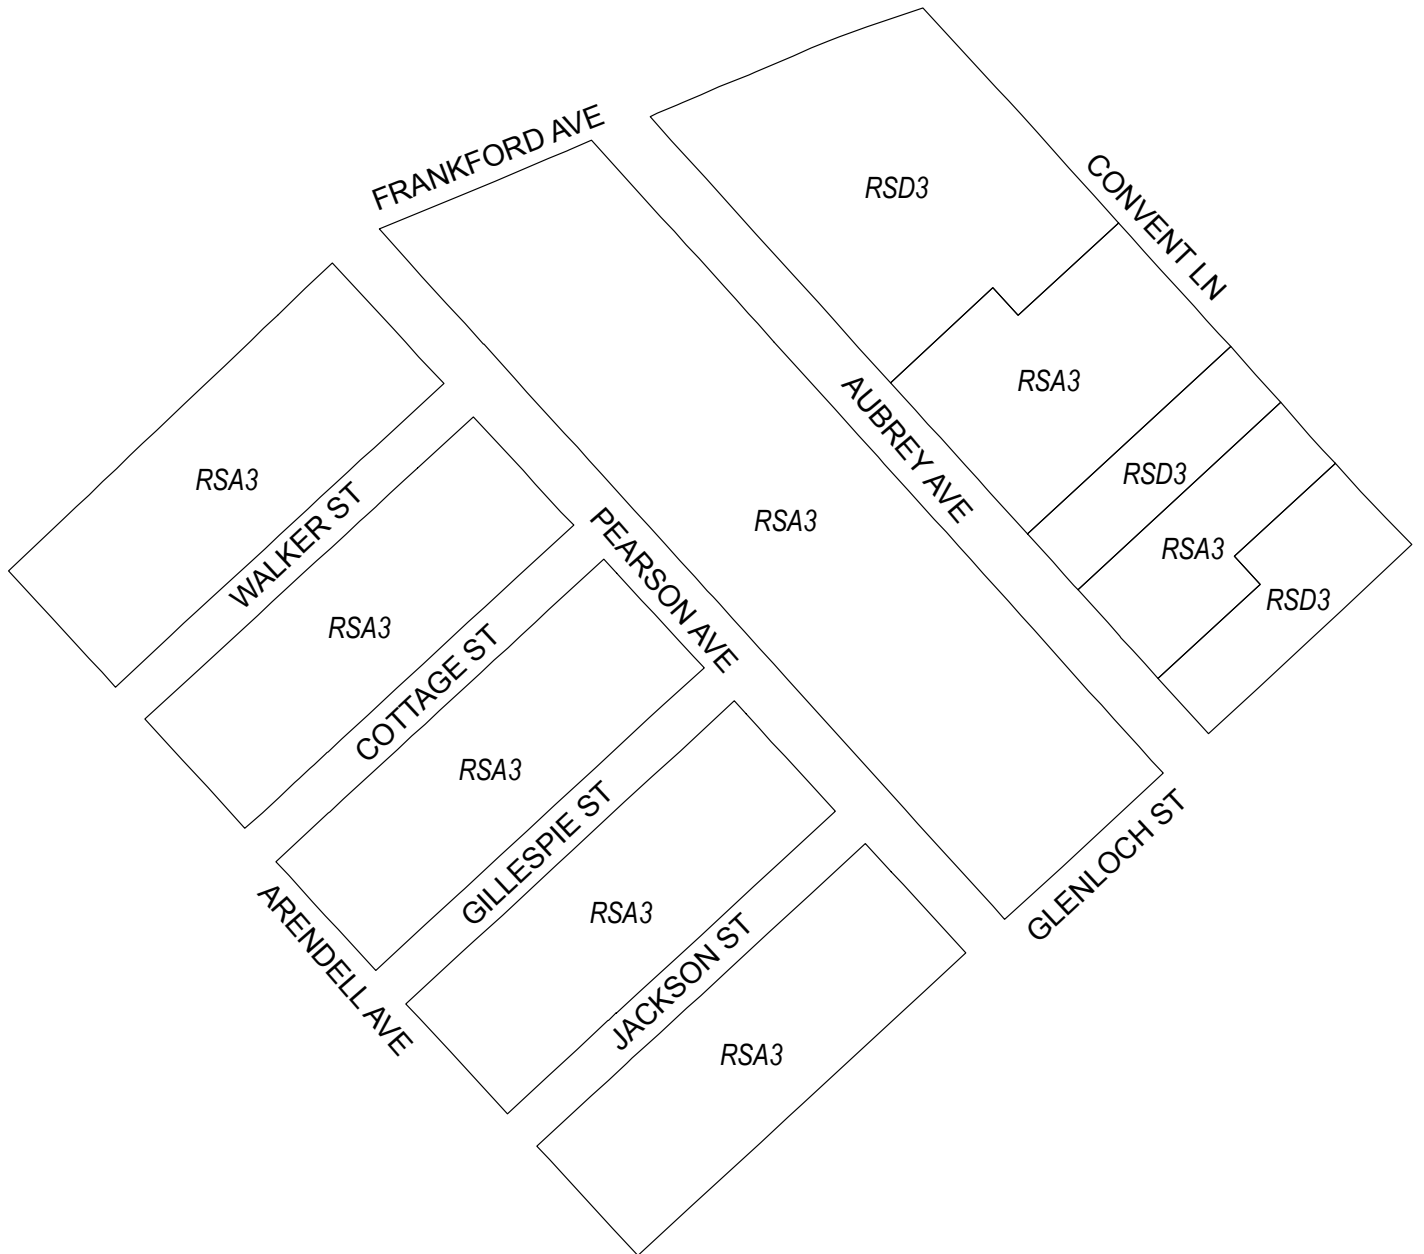 FRANKFORD AVE
RSD3
CONVENT LN
RSA3
AUBREY AVE
RSD3
RSA3
WALKER ST
RSA3
PEARSON AVE
RSA3
RSD3
RSA3
COTTAGE ST
RSA3
GILLESPIE ST
GLENLOCH ST
ARENDELL AVE
RSA3
JACKSON ST
RSA3